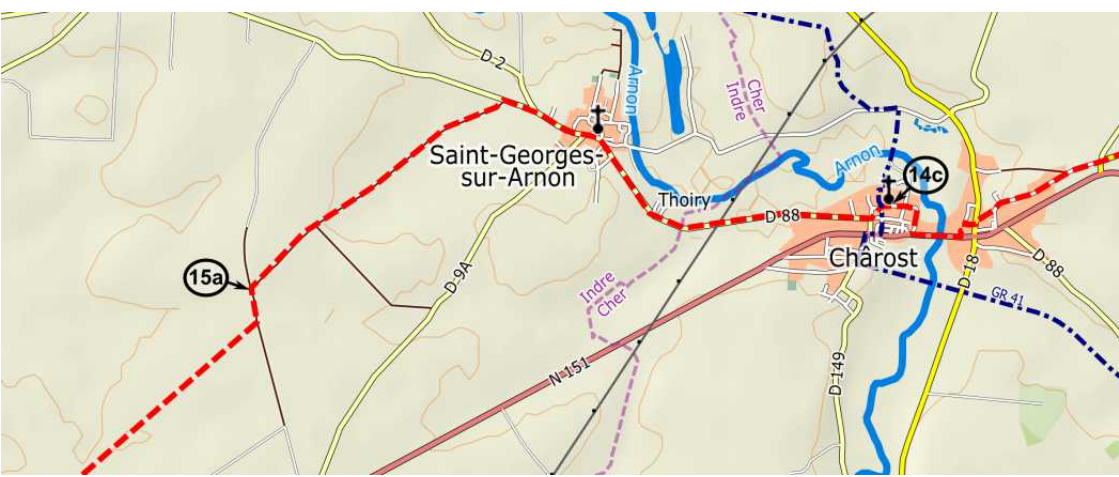 D 2
Arnon
Cher
Indre
Saint-Georges-
sur-Arnon
Thoiry
Arnon
14c
D 88
Chârost
D 18
D 88
GR 41
15a
D 9A
Indre
Cher
N 151
D 149